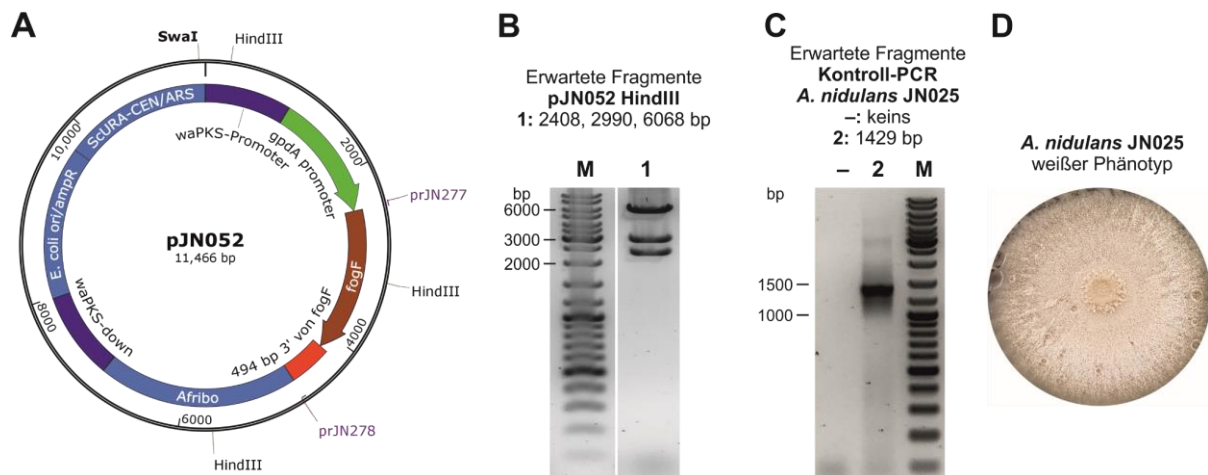 A
SwaI
HindIII
ScURA-CEN/ARS
10,000
2000
waPKS-Promoter
gpdA promoter
prJN277
E. coli ori/ampR
pJN052
11,466 bp
fogF
HindIII
waPKS-down
8000
494 bp 3' von fogF
4000
Afribo
6000
prJN278
HindIII
B
Erwartete Fragmente
pJN052 HindIII
1: 2408, 2990, 6068 bp
M 1
bp
6000
3000
2000
C
Erwartete Fragmente
Kontroll-PCR
A. nidulans JN025
–: keins
2: 1429 bp
– 2 M
bp
1500
1000
D
A. nidulans JN025
weißer Phänotyp